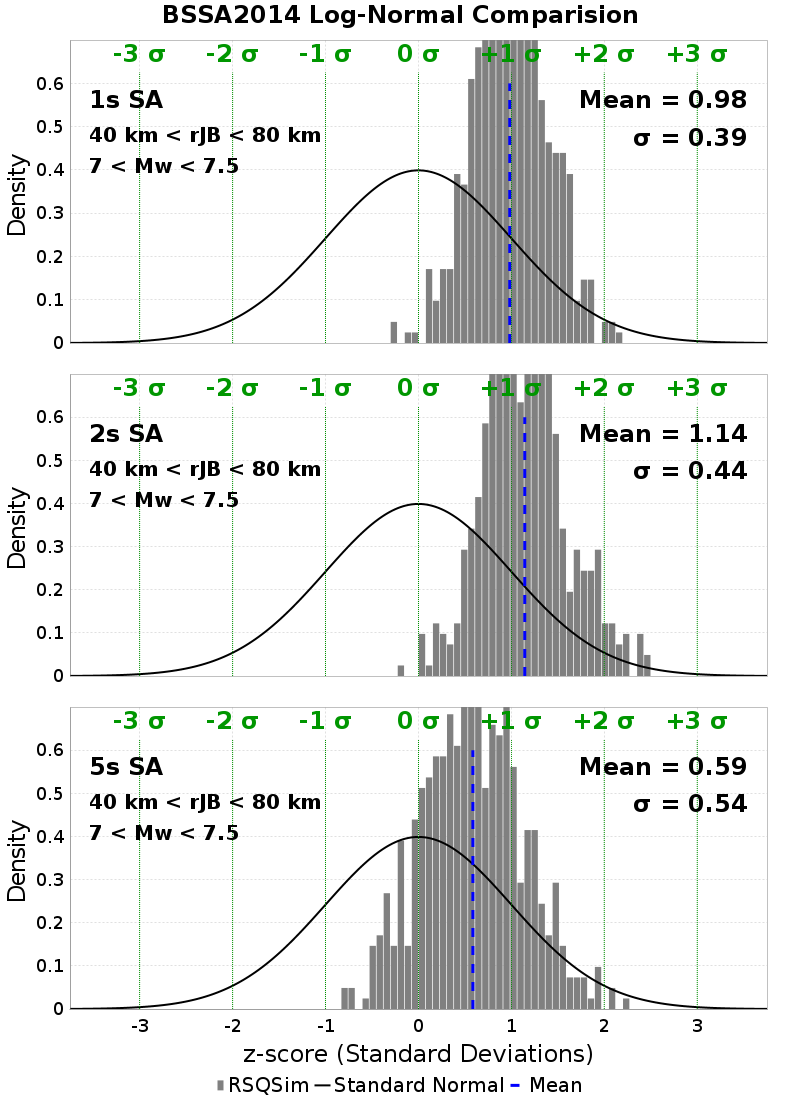 BSSA2014 Log-Normal Comparision
-3 σ -2 σ -1 σ 0 σ +1 σ +2 σ +3 σ
1s SA
40 km < rJB < 80 km
7 < Mw < 7.5
Mean = 0.98
σ = 0.39
Density
0.6
0.5
0.4
0.3
0.2
0.1
0
-3 σ -2 σ -1 σ 0 σ +1 σ +2 σ +3 σ
2s SA
40 km < rJB < 80 km
7 < Mw < 7.5
Mean = 1.14
σ = 0.44
Density
0.6
0.5
0.4
0.3
0.2
0.1
0
-3 σ -2 σ -1 σ 0 σ +1 σ +2 σ +3 σ
5s SA
40 km < rJB < 80 km
7 < Mw < 7.5
Mean = 0.59
σ = 0.54
Density
0.6
0.5
0.4
0.3
0.2
0.1
0
-3 -2 -1 0 1 2 3
z-score (Standard Deviations)
RSQSim Standard Normal Mean